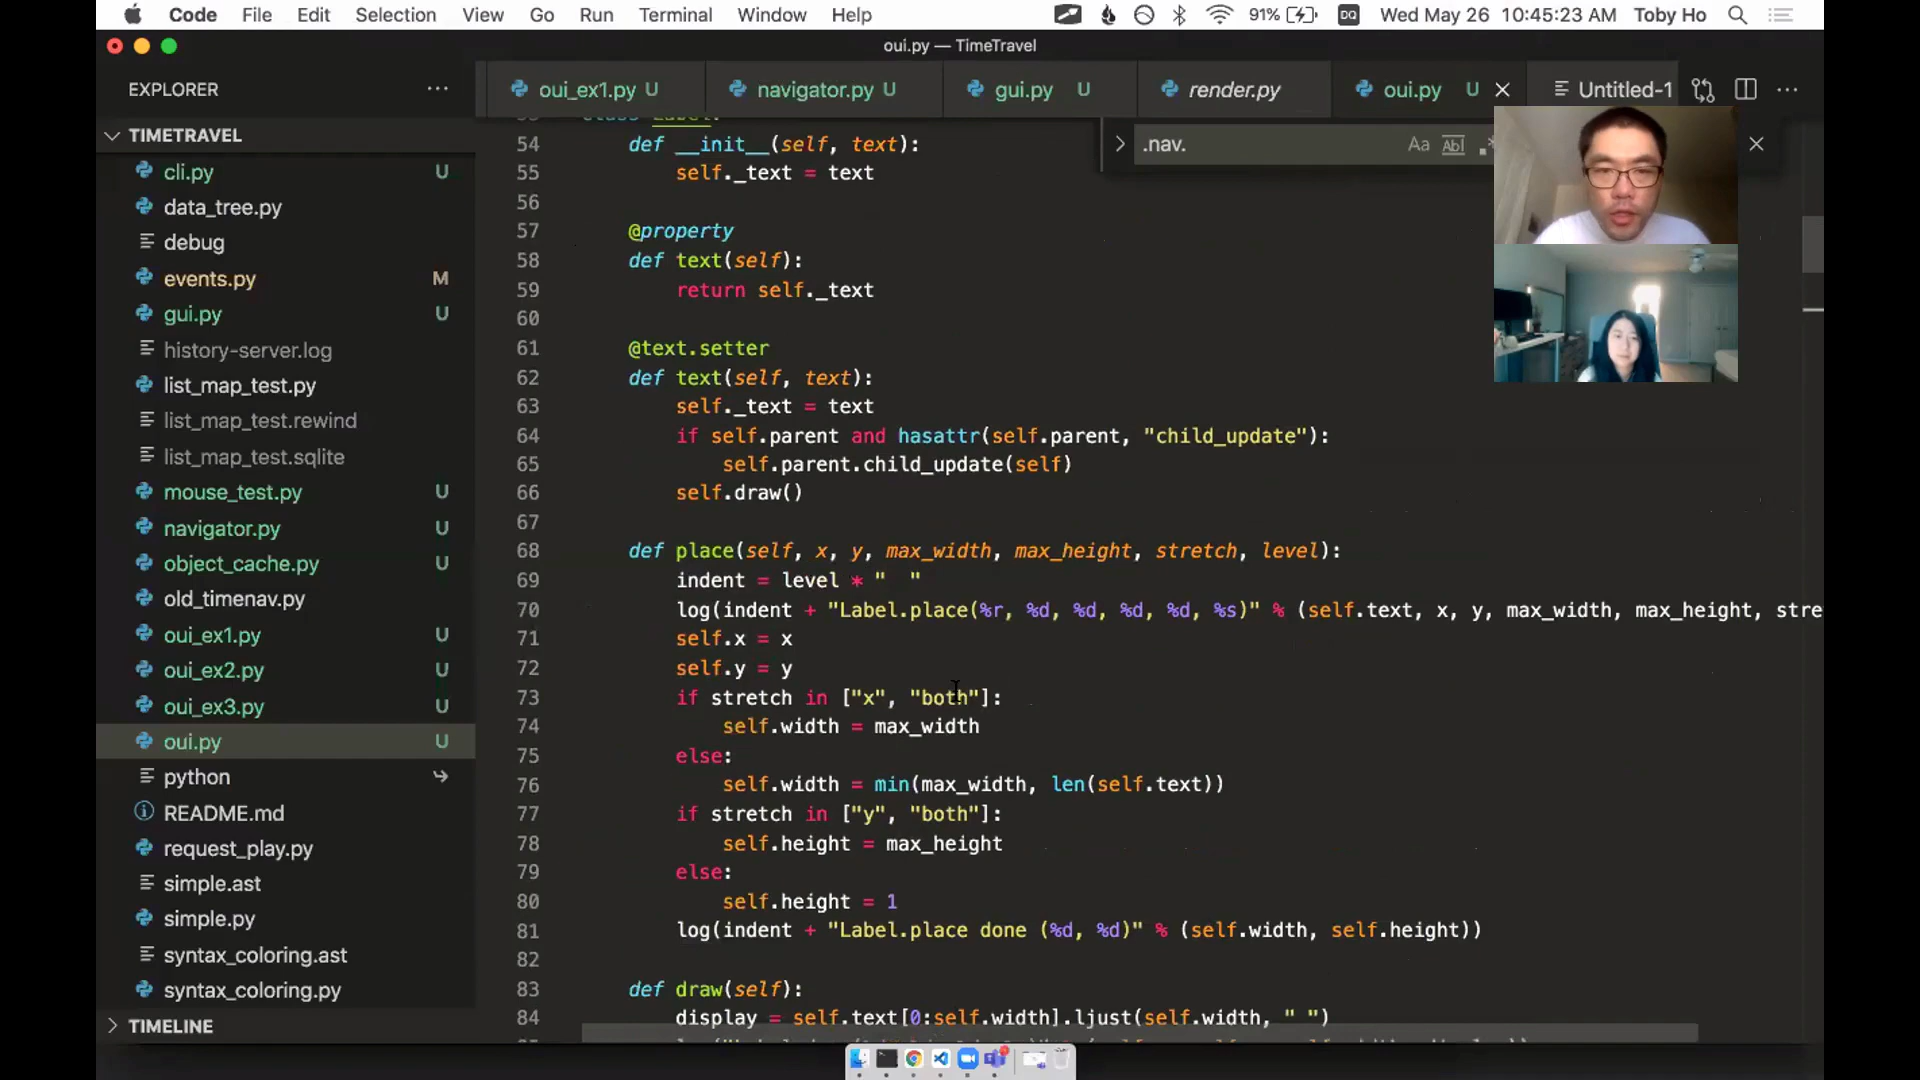 Code File Edit Selection View Go Run Terminal Window Help 91% DQ Wed May 26 10:45:23 AM Toby Ho
oui.py — TimeTravel
EXPLORER
oui_ex1.py U navigator.py U gui.py U render.py oui.py U Untitled-1
TIMETRAVEL
cli.py U
data_tree.py
debug
events.py M
gui.py U
history-server.log
list_map_test.py
list_map_test.rewind
list_map_test.sqlite
mouse_test.py U
navigator.py U
object_cache.py U
old_timenav.py
oui_ex1.py U
oui_ex2.py U
oui_ex3.py U
oui.py U
python
README.md
request_play.py
simple.ast
simple.py
syntax_coloring.ast
syntax_coloring.py
TIMELINE
.nav. Aa Abl
54 def __init__(self, text):
55 self._text = text
56
57 @property
58 def text(self):
59 return self._text
60
61 @text.setter
62 def text(self, text):
63 self._text = text
64 if self.parent and hasattr(self.parent, "child_update"):
65 self.parent.child_update(self)
66 self.draw()
67
68 def place(self, x, y, max_width, max_height, stretch, level):
69 indent = level * "  "
70 log(indent + "Label.place(%r, %d, %d, %d, %d, %s)" % (self.text, x, y, max_width, max_height, stre
71 self.x = x
72 self.y = y
73 if stretch in ["x", "both"]:
74 self.width = max_width
75 else:
76 self.width = min(max_width, len(self.text))
77 if stretch in ["y", "both"]:
78 self.height = max_height
79 else:
80 self.height = 1
81 log(indent + "Label.place done (%d, %d)" % (self.width, self.height))
82
83 def draw(self):
84 display = self.text[0:self.width].ljust(self.width, " ")